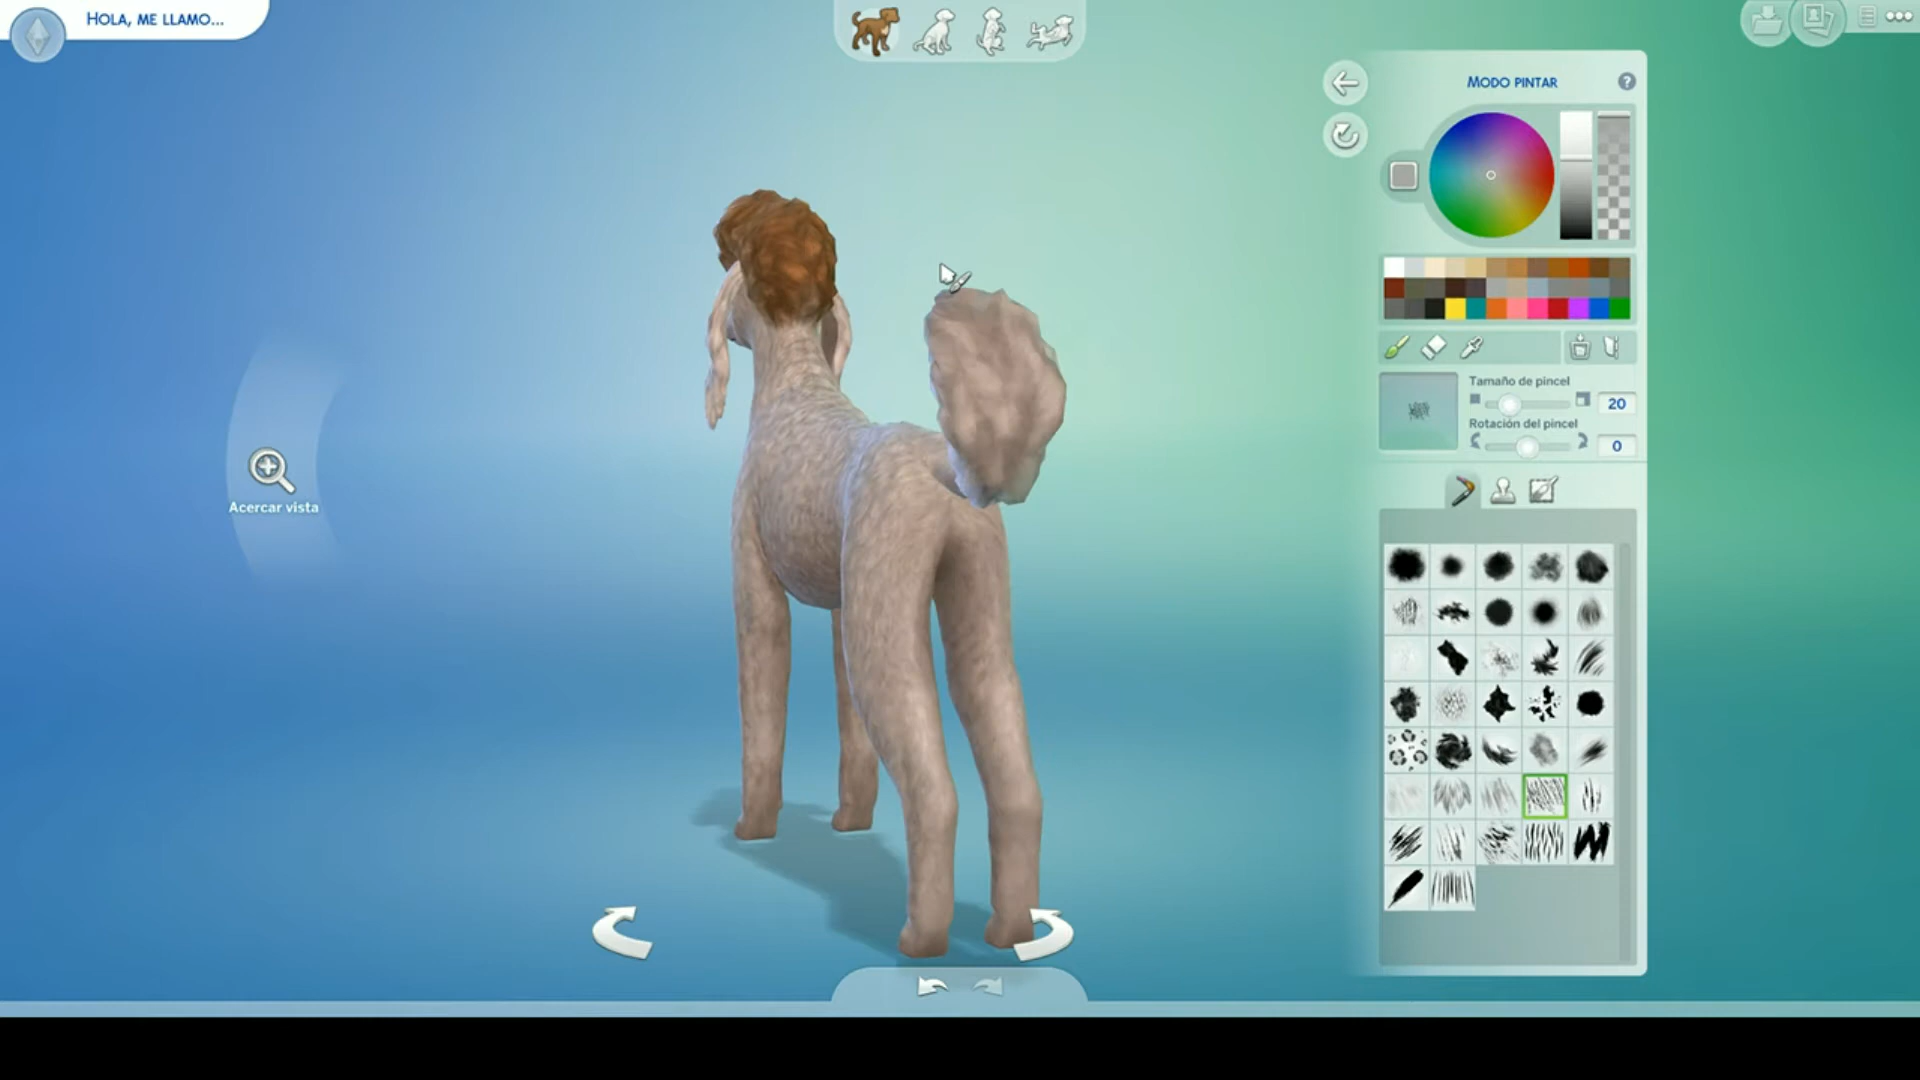 HOLA, ME LLAMO...
MODO PINTAR
?
Tamaño de pincel
20
Rotación del pincel
0
Acercar vista